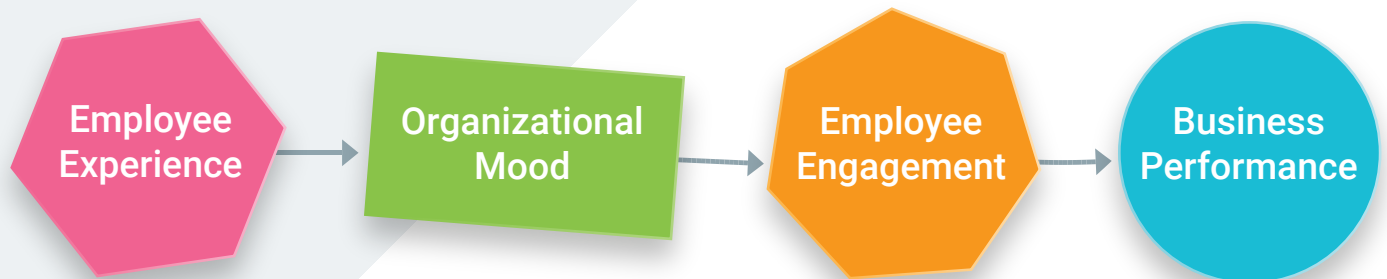 Employee
Experience
Organizational
Mood
Employee
Engagement
Business
Performance